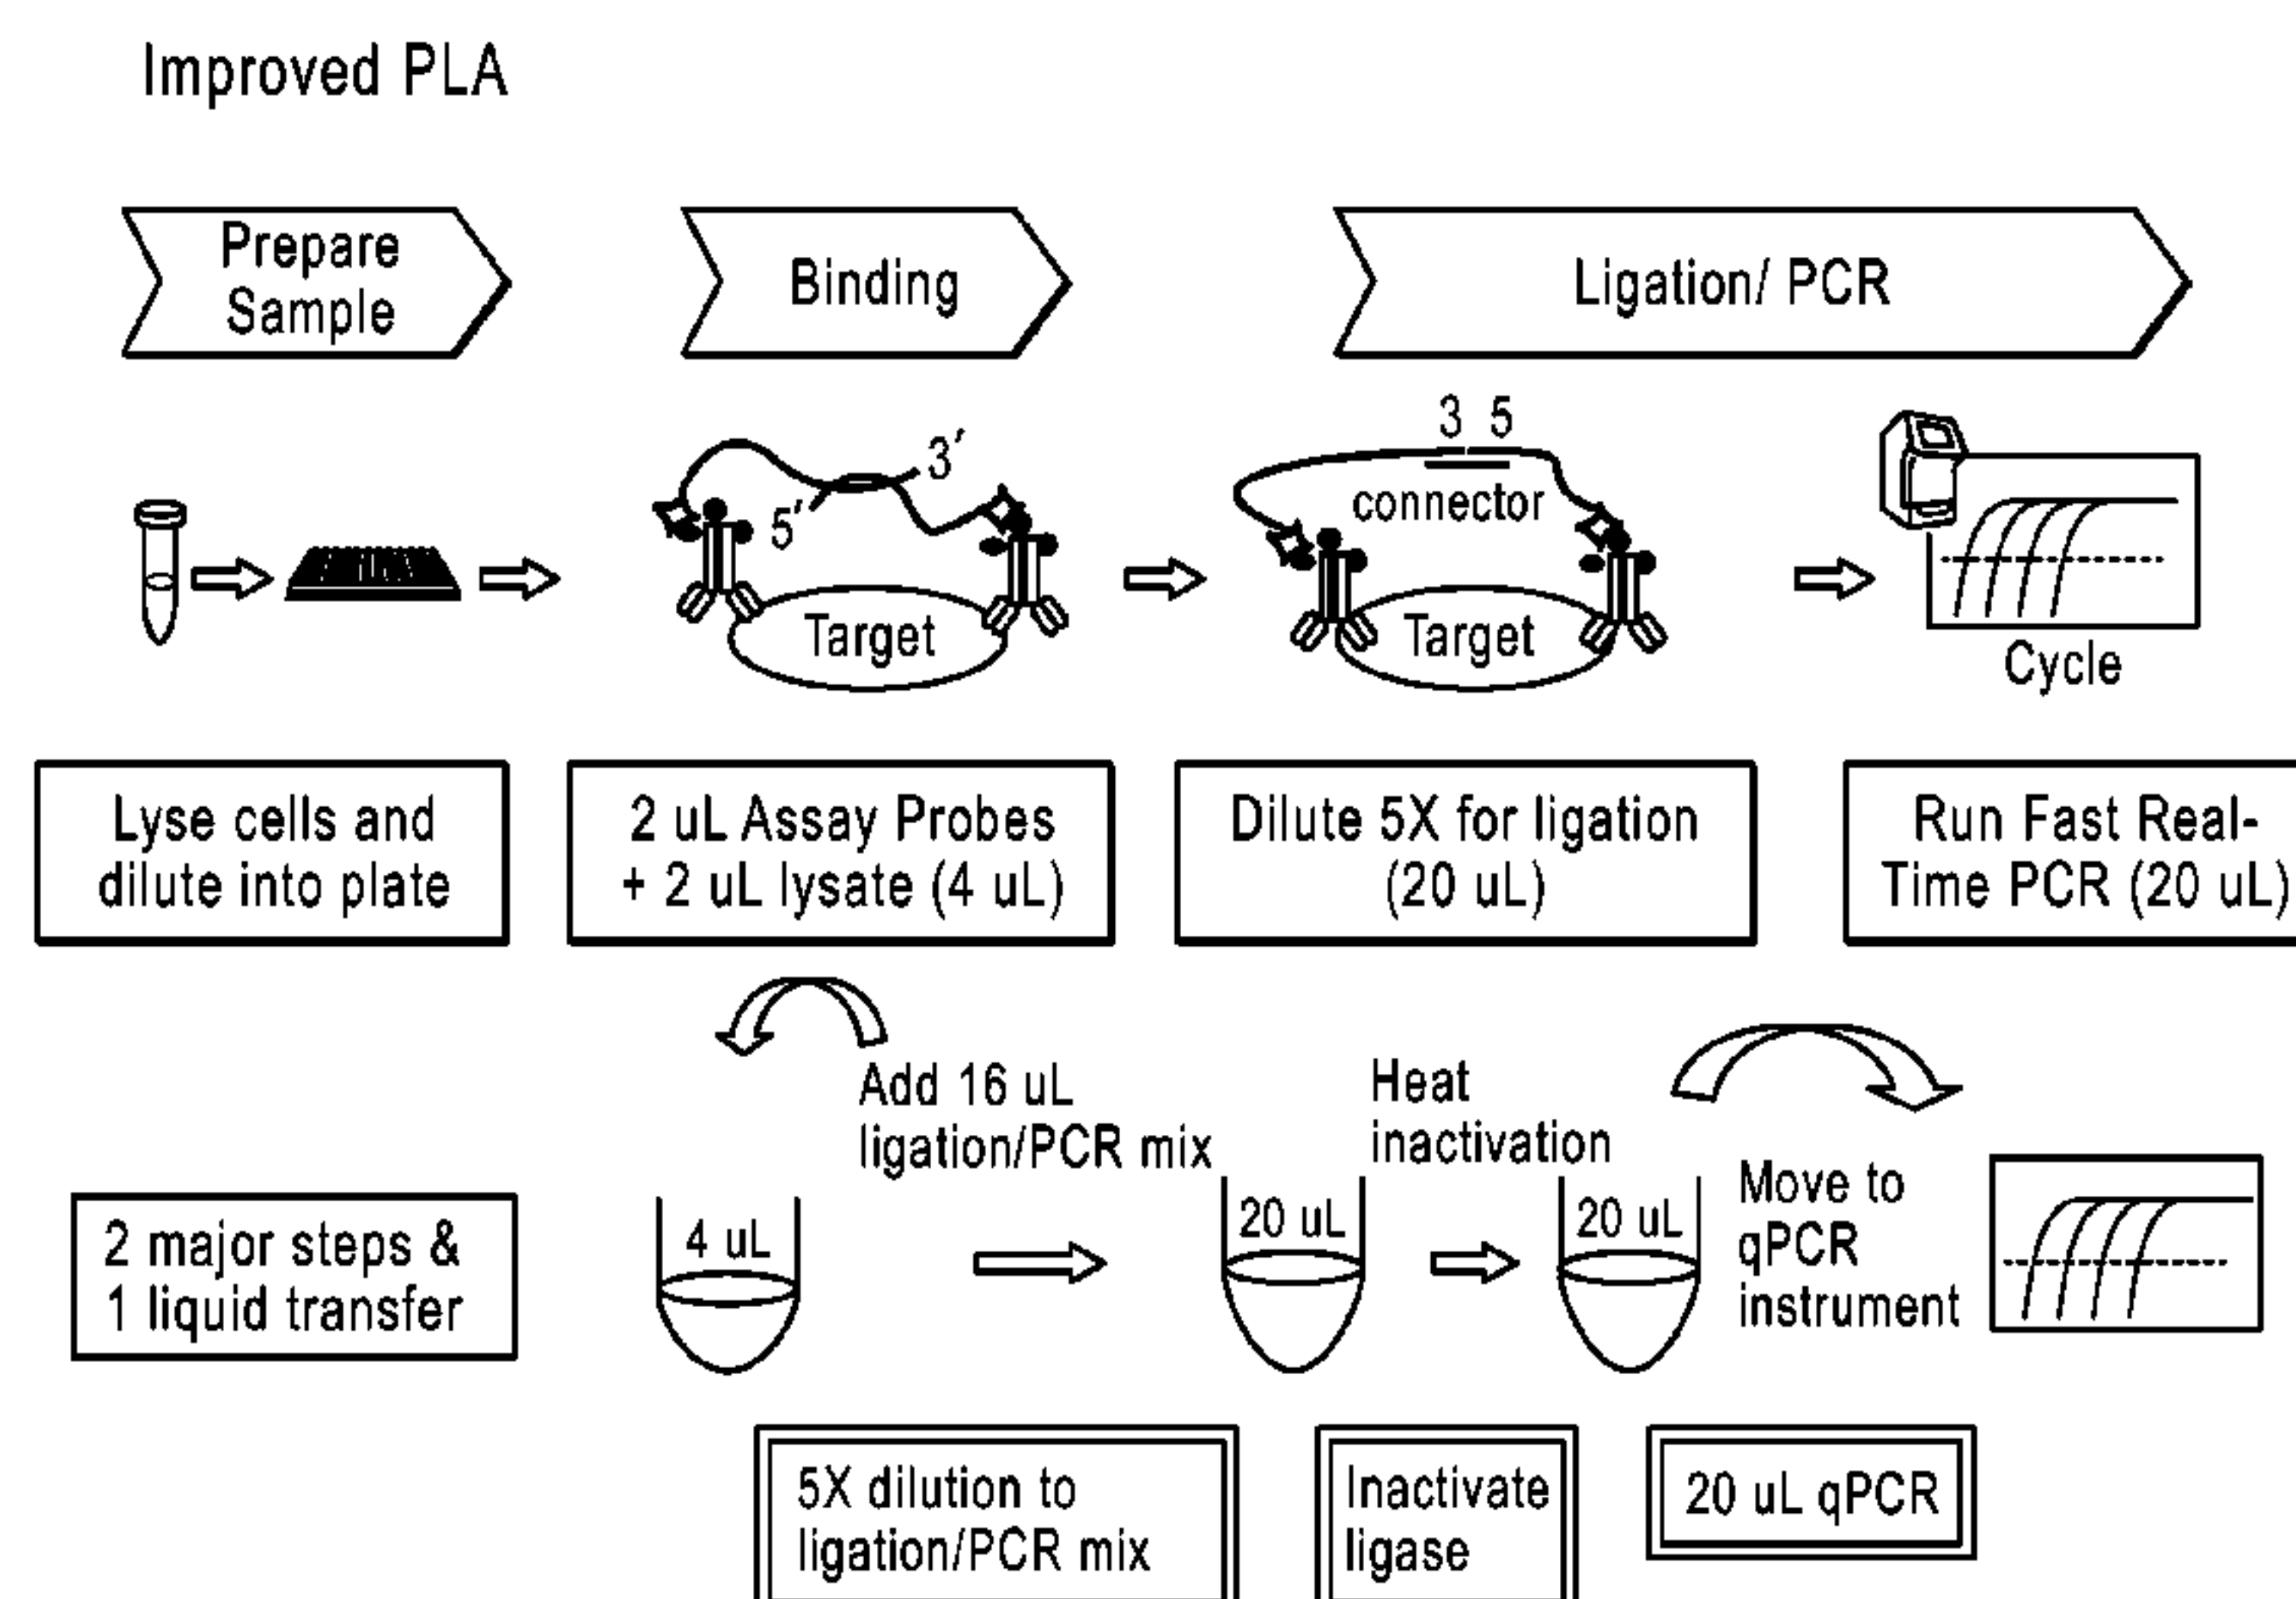 Improved PLA
Prepare
Sample
Binding
Ligation/ PCR
3′
5′
Target
3 5
connector
Target
Cycle
Lyse cells and
dilute into plate
2 uL Assay Probes
+ 2 uL lysate (4 uL)
Dilute 5X for ligation
(20 uL)
Run Fast Real-
Time PCR (20 uL)
2 major steps &
1 liquid transfer
4 uL
Add 16 uL
ligation/PCR mix
20 uL
Heat
inactivation
20 uL
Move to
qPCR
instrument
5X dilution to
ligation/PCR mix
Inactivate
ligase
20 uL qPCR